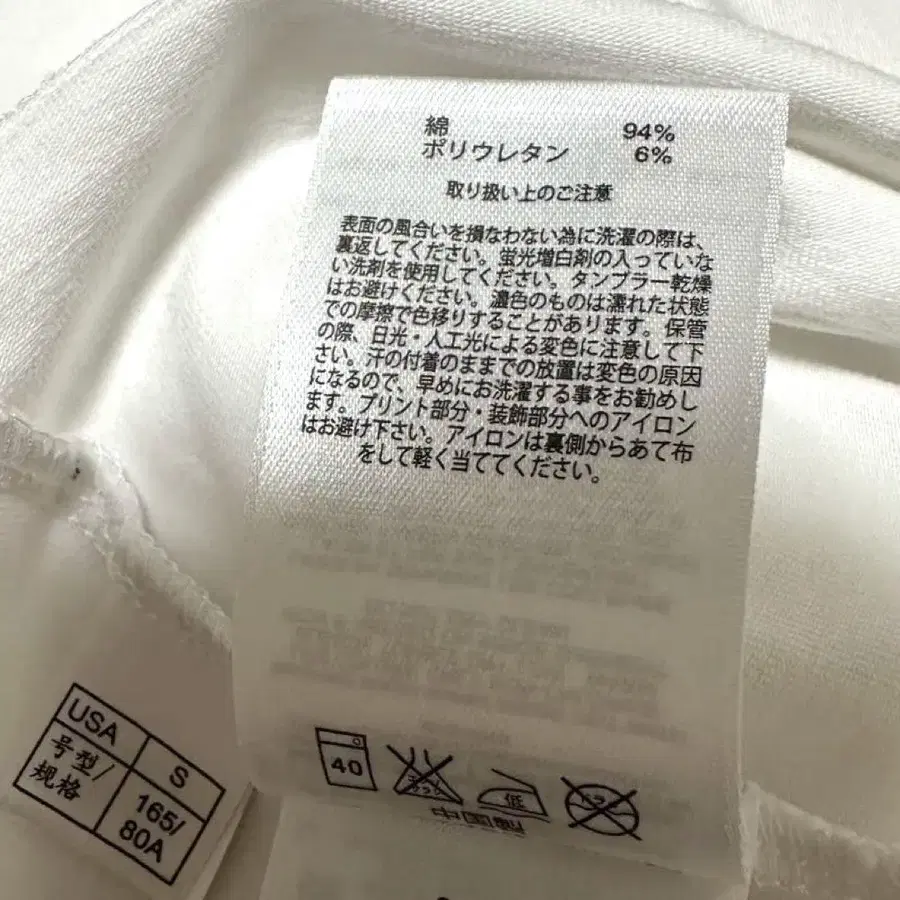 綿 94%
ポリウレタン 6%
取り扱い上のご注意
表面の風合いを損なわない為に洗濯の際は、
裏返してください。蛍光増白剤の入っていな
い洗剤を使用してください。タンブラー乾燥
はお避けください。濃色のものは濡れた状態
での摩擦で色移りすることがあります。保管
の際、日光・人工光による変色に注意して下
さい。汗の付着のままでの放置は変色の原因
になるので、早めにお洗濯する事をお勧めし
ます。プリント部分・装飾部分へのアイロン
はお避け下さい。アイロンは裏側からあて布
をして軽く当ててください。
40
エンソサラシ
低
ドライ
USA S
号型/ 165/
规格 80A